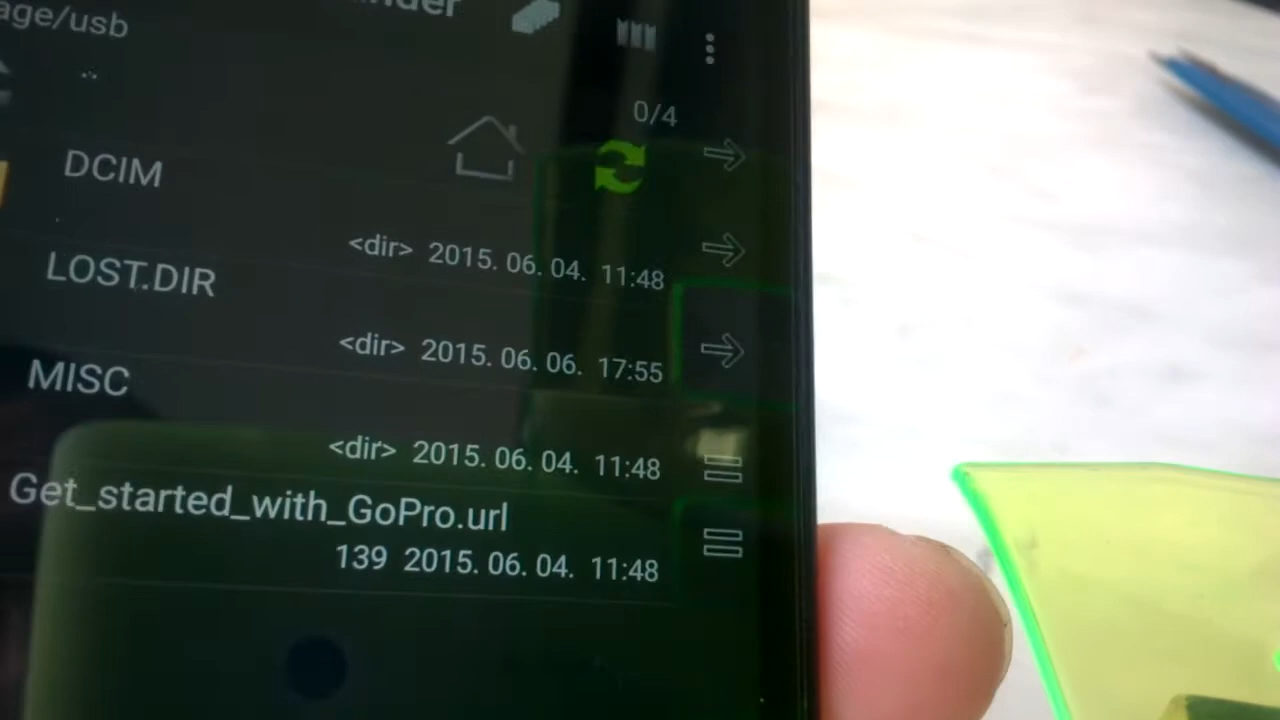 age/usb
..
0/4
DCIM
<dir> 2015. 06. 04. 11:48
LOST.DIR
<dir> 2015. 06. 06. 17:55
MISC
<dir> 2015. 06. 04. 11:48
Get_started_with_GoPro.url
139 2015. 06. 04. 11:48